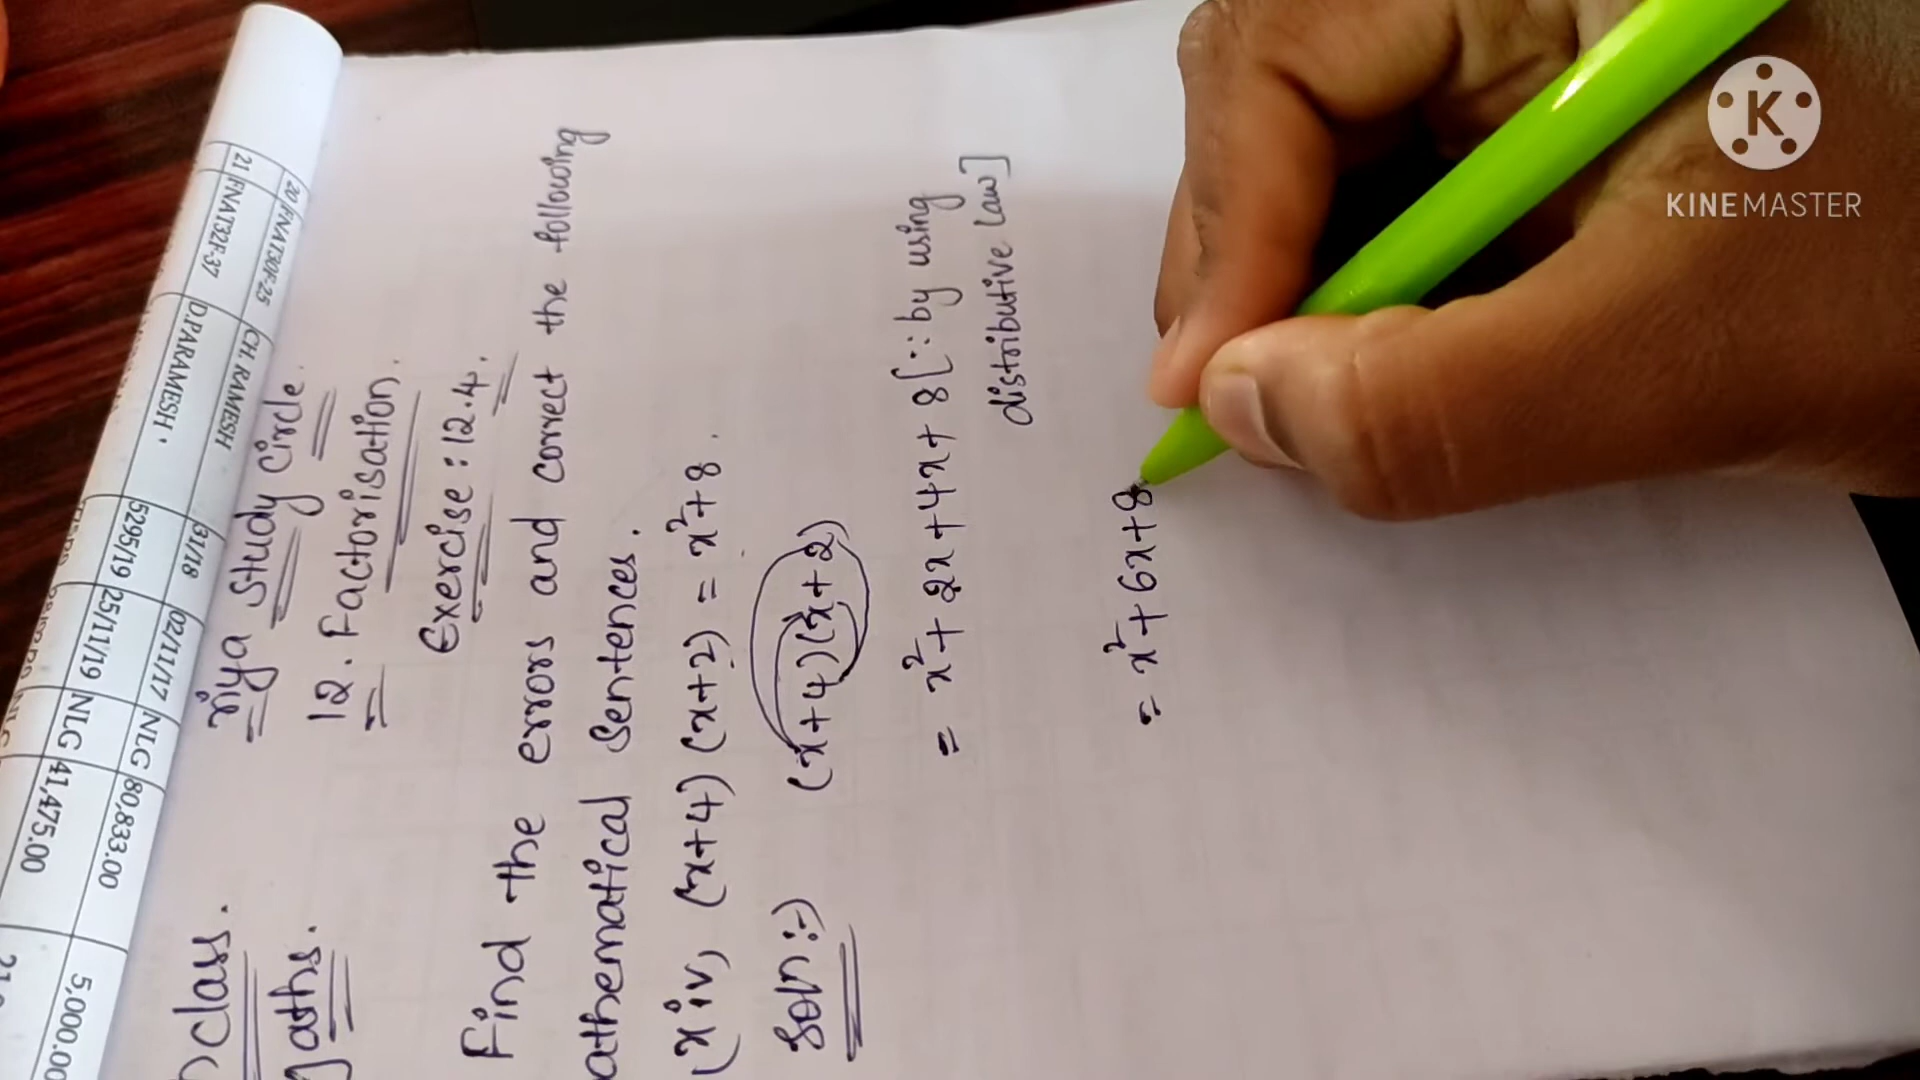 class.
riya study circle.
12. Factorisation.
Exercise : 12.4.
Find the errors and correct the following
athematical sentences.
(xiv, (x+4) (x+2) = x²+8.
soln:-) (x+4) (x+2)
= x² + 2x + 4x + 8 [∵ by using
distributive law]
= x² + 6x + 8
20 FNAT30F-25 CH. RAMESH 31/18 02/11/17 NLG 80,833.00
21 FNAT32F-37 D.PARAMESH 5295/19 25/11/19 NLG 41,475.00
5,000.00
K
KINEMASTER